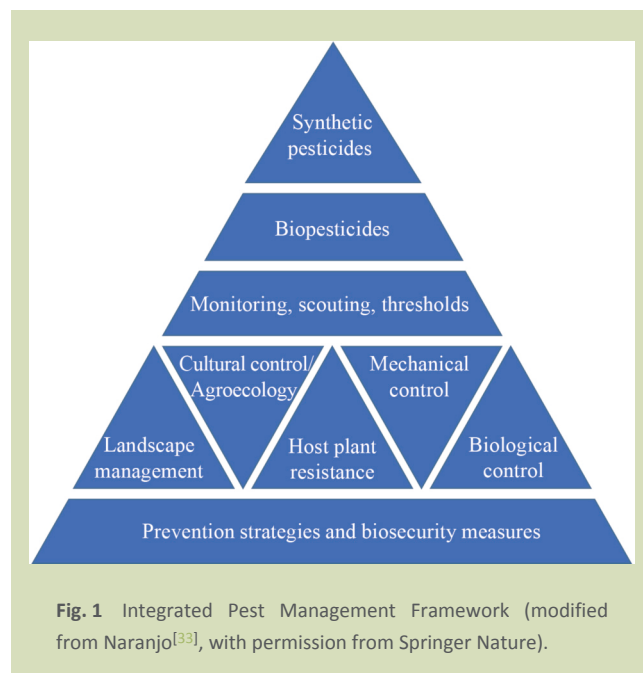 Synthetic
pesticides
Biopesticides
Monitoring, scouting, thresholds
Cultural control/
Agroecology
Mechanical
control
Landscape
management
Host plant
resistance
Biological
control
Prevention strategies and biosecurity measures
Fig. 1 Integrated Pest Management Framework (modified
from Naranjo[33], with permission from Springer Nature).